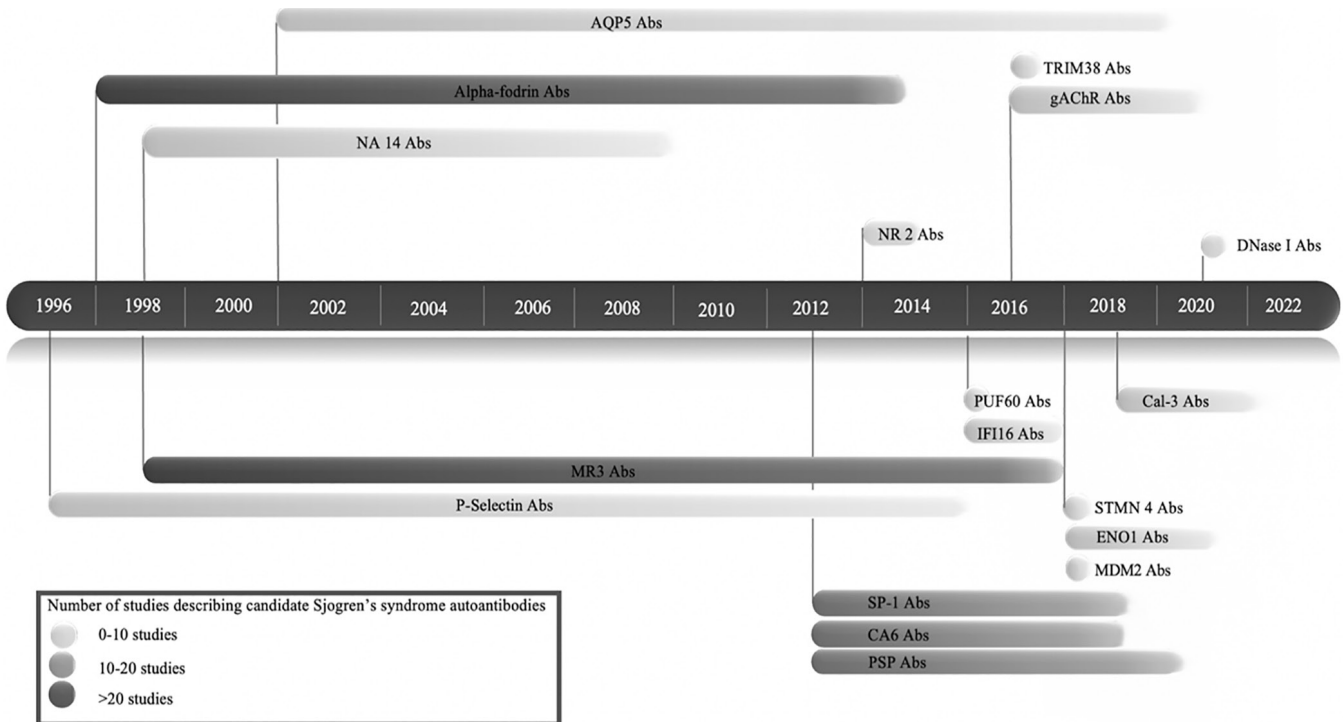 AQP5 Abs
TRIM38 Abs
Alpha-fodrin Abs
gAChR Abs
NA 14 Abs
NR 2 Abs
DNase I Abs
1996 1998 2000 2002 2004 2006 2008 2010 2012 2014 2016 2018 2020 2022
PUF60 Abs
Cal-3 Abs
IFI16 Abs
MR3 Abs
P-Selectin Abs
STMN 4 Abs
ENO1 Abs
MDM2 Abs
SP-1 Abs
CA6 Abs
PSP Abs
Number of studies describing candidate Sjogren’s syndrome autoantibodies
0-10 studies
10-20 studies
>20 studies